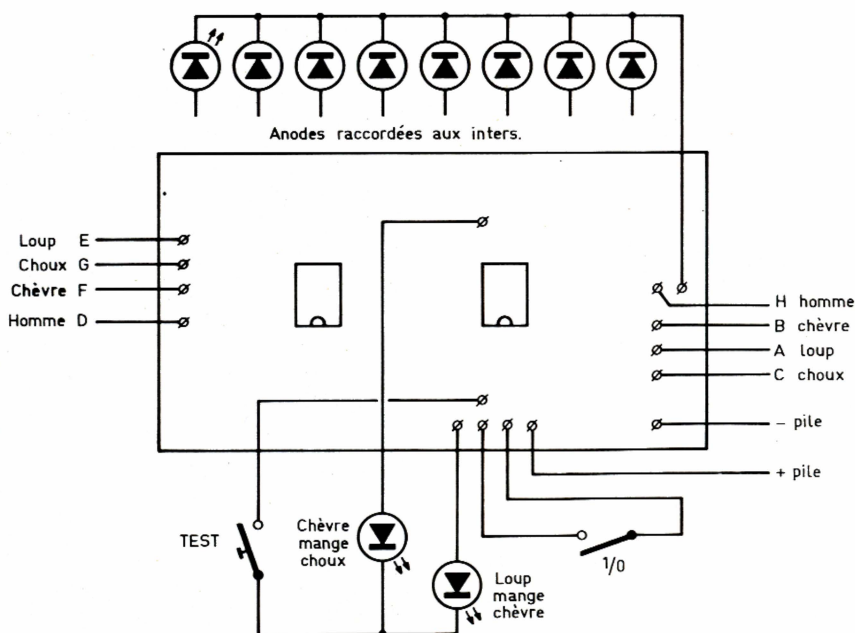 Anodes raccordées aux inters.
Loup E
Choux G
Chèvre F
Homme D
H homme
B chèvre
A loup
C choux
− pile
+ pile
TEST
Chèvre
mange
choux
Loup
mange
chèvre
1/0